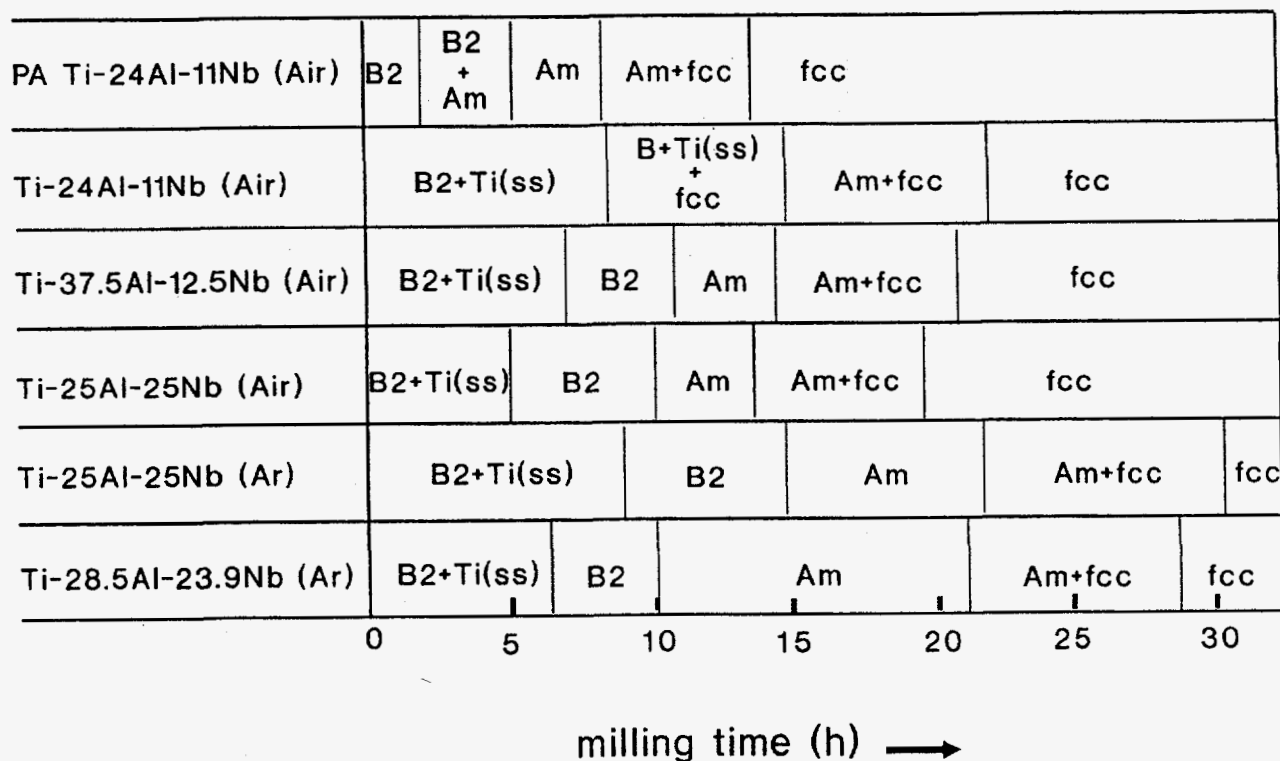 PA Ti-24Al-11Nb (Air) B2 B2 + Am Am Am+fcc fcc
Ti-24Al-11Nb (Air) B2+Ti(ss) B+Ti(ss) + fcc Am+fcc fcc
Ti-37.5Al-12.5Nb (Air) B2+Ti(ss) B2 Am Am+fcc fcc
Ti-25Al-25Nb (Air) B2+Ti(ss) B2 Am Am+fcc fcc
Ti-25Al-25Nb (Ar) B2+Ti(ss) B2 Am Am+fcc fcc
Ti-28.5Al-23.9Nb (Ar) B2+Ti(ss) B2 Am Am+fcc fcc
0 5 10 15 20 25 30
milling time (h) →